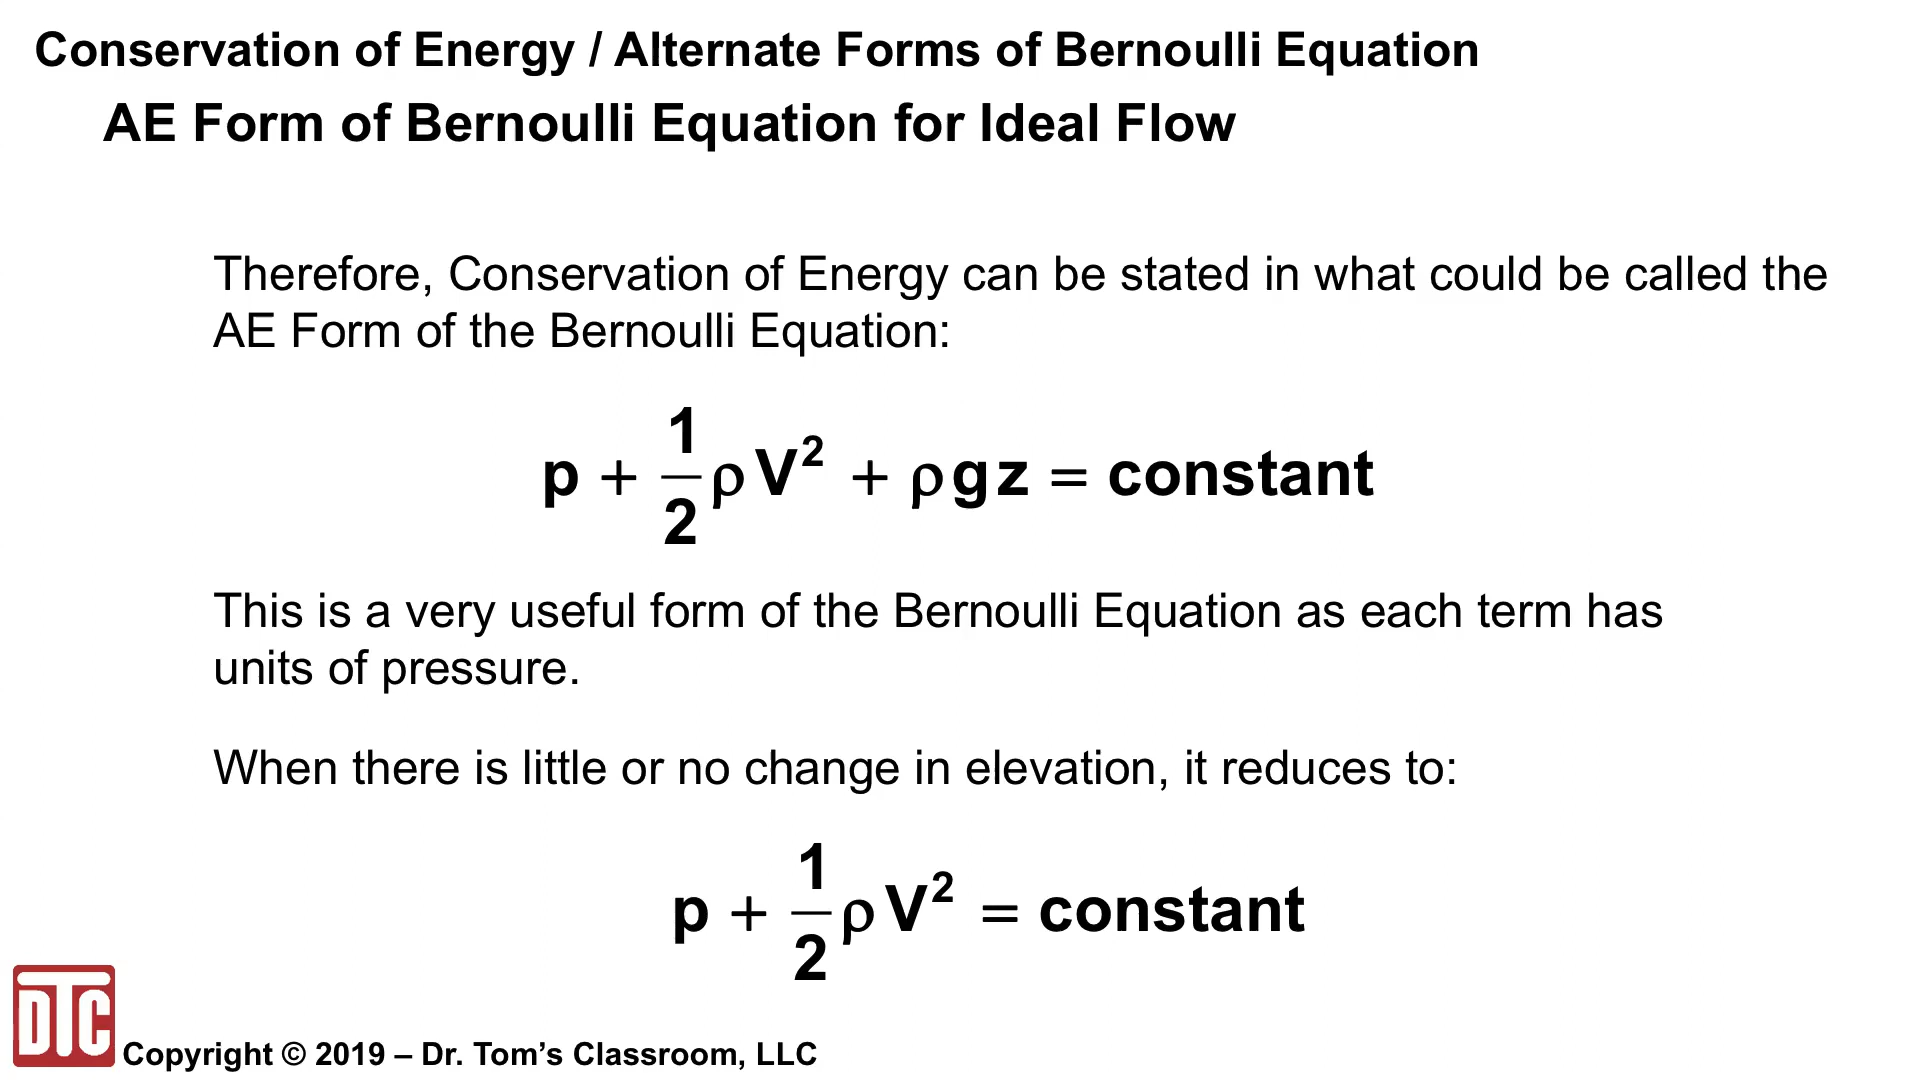 Conservation of Energy / Alternate Forms of Bernoulli Equation
AE Form of Bernoulli Equation for Ideal Flow
Therefore, Conservation of Energy can be stated in what could be called the
AE Form of the Bernoulli Equation:
p + 1/2 ρV² + ρgz = constant
This is a very useful form of the Bernoulli Equation as each term has
units of pressure.
When there is little or no change in elevation, it reduces to:
p + 1/2 ρV² = constant
DTC
Copyright © 2019 – Dr. Tom’s Classroom, LLC